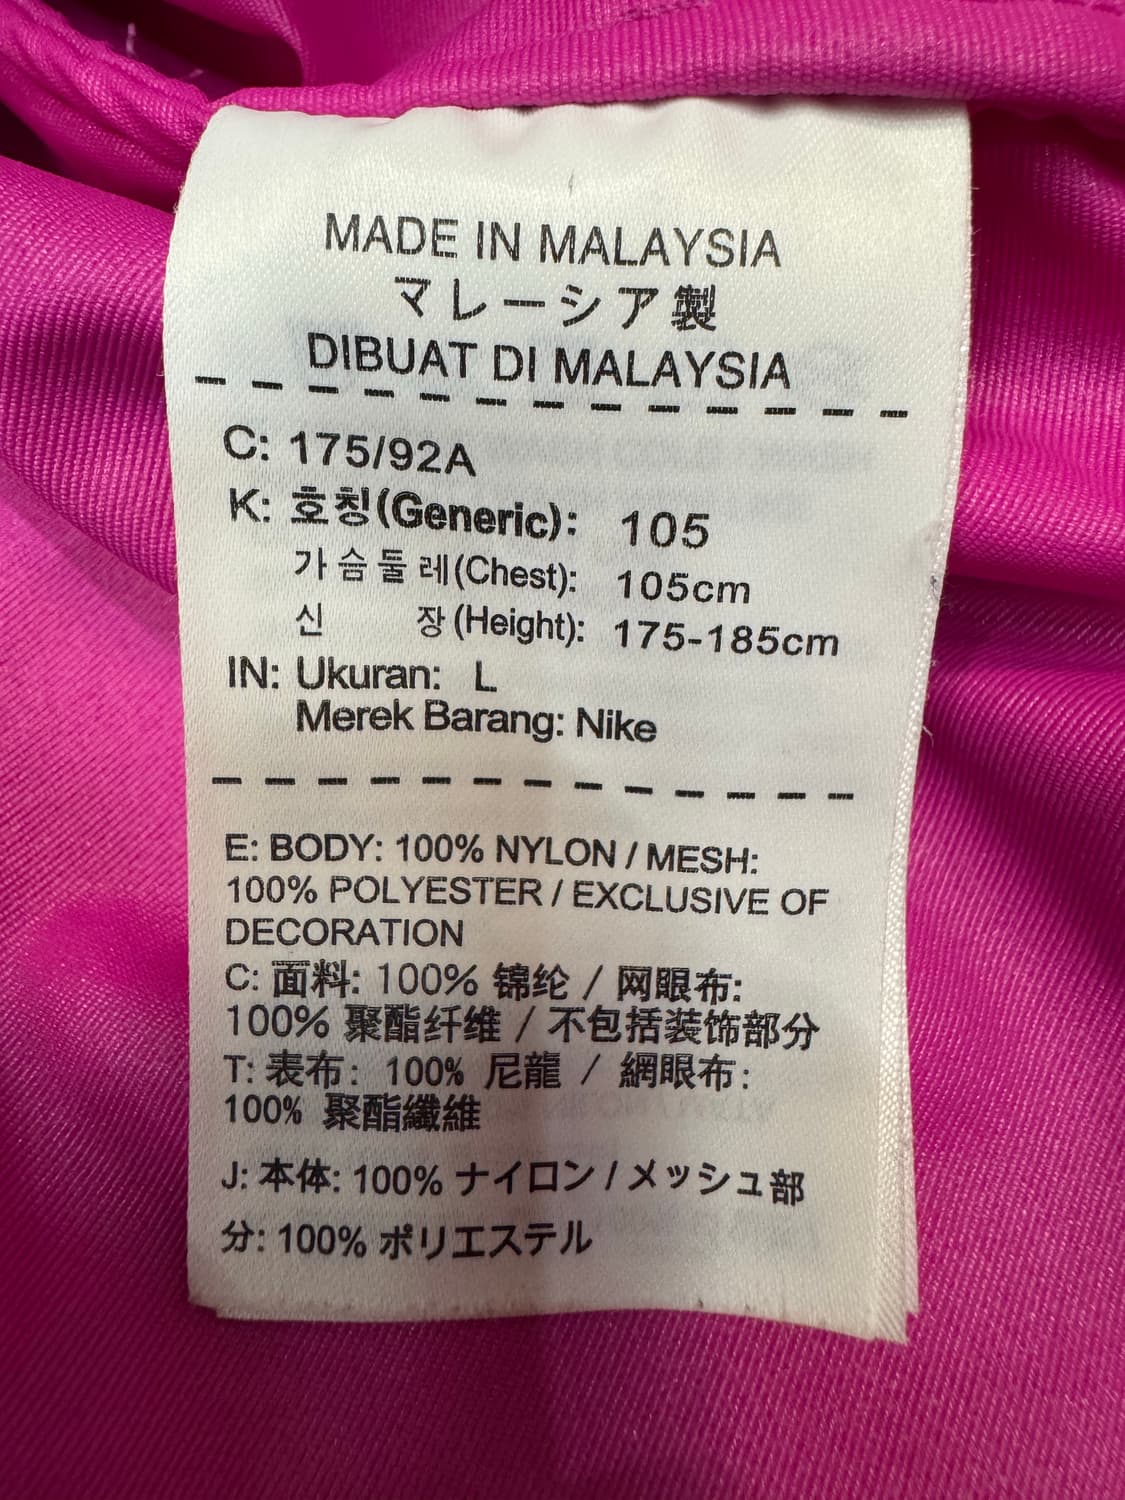 MADE IN MALAYSIA
マレーシア製
DIBUAT DI MALAYSIA
C: 175/92A
K: 호칭(Generic): 105
가슴둘레(Chest): 105cm
신 장(Height): 175-185cm
IN: Ukuran: L
Merek Barang: Nike
E: BODY: 100% NYLON / MESH:
100% POLYESTER / EXCLUSIVE OF
DECORATION
C: 面料: 100% 锦纶 / 网眼布:
100% 聚酯纤维 / 不包括装饰部分
T: 表布: 100% 尼龍 / 網眼布:
100% 聚酯纖維
J: 本体: 100% ナイロン / メッシュ部
分: 100% ポリエステル